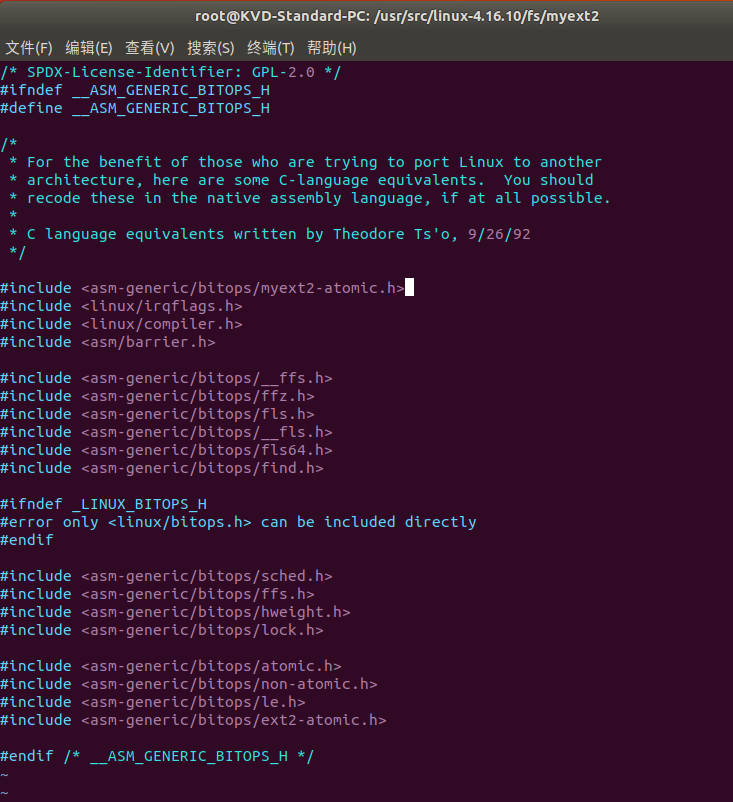 root@KVD-Standard-PC: /usr/src/linux-4.16.10/fs/myext2
文件(F) 编辑(E) 查看(V) 搜索(S) 终端(T) 帮助(H)
/* SPDX-License-Identifier: GPL-2.0 */
#ifndef __ASM_GENERIC_BITOPS_H
#define __ASM_GENERIC_BITOPS_H
/*
 * For the benefit of those who are trying to port Linux to another
 * architecture, here are some C-language equivalents.  You should
 * recode these in the native assembly language, if at all possible.
 *
 * C language equivalents written by Theodore Ts'o, 9/26/92
 */
#include <asm-generic/bitops/myext2-atomic.h>
#include <linux/irqflags.h>
#include <linux/compiler.h>
#include <asm/barrier.h>
#include <asm-generic/bitops/__ffs.h>
#include <asm-generic/bitops/ffz.h>
#include <asm-generic/bitops/fls.h>
#include <asm-generic/bitops/__fls.h>
#include <asm-generic/bitops/fls64.h>
#include <asm-generic/bitops/find.h>
#ifndef _LINUX_BITOPS_H
#error only <linux/bitops.h> can be included directly
#endif
#include <asm-generic/bitops/sched.h>
#include <asm-generic/bitops/ffs.h>
#include <asm-generic/bitops/hweight.h>
#include <asm-generic/bitops/lock.h>
#include <asm-generic/bitops/atomic.h>
#include <asm-generic/bitops/non-atomic.h>
#include <asm-generic/bitops/le.h>
#include <asm-generic/bitops/ext2-atomic.h>
#endif /* __ASM_GENERIC_BITOPS_H */
~
~